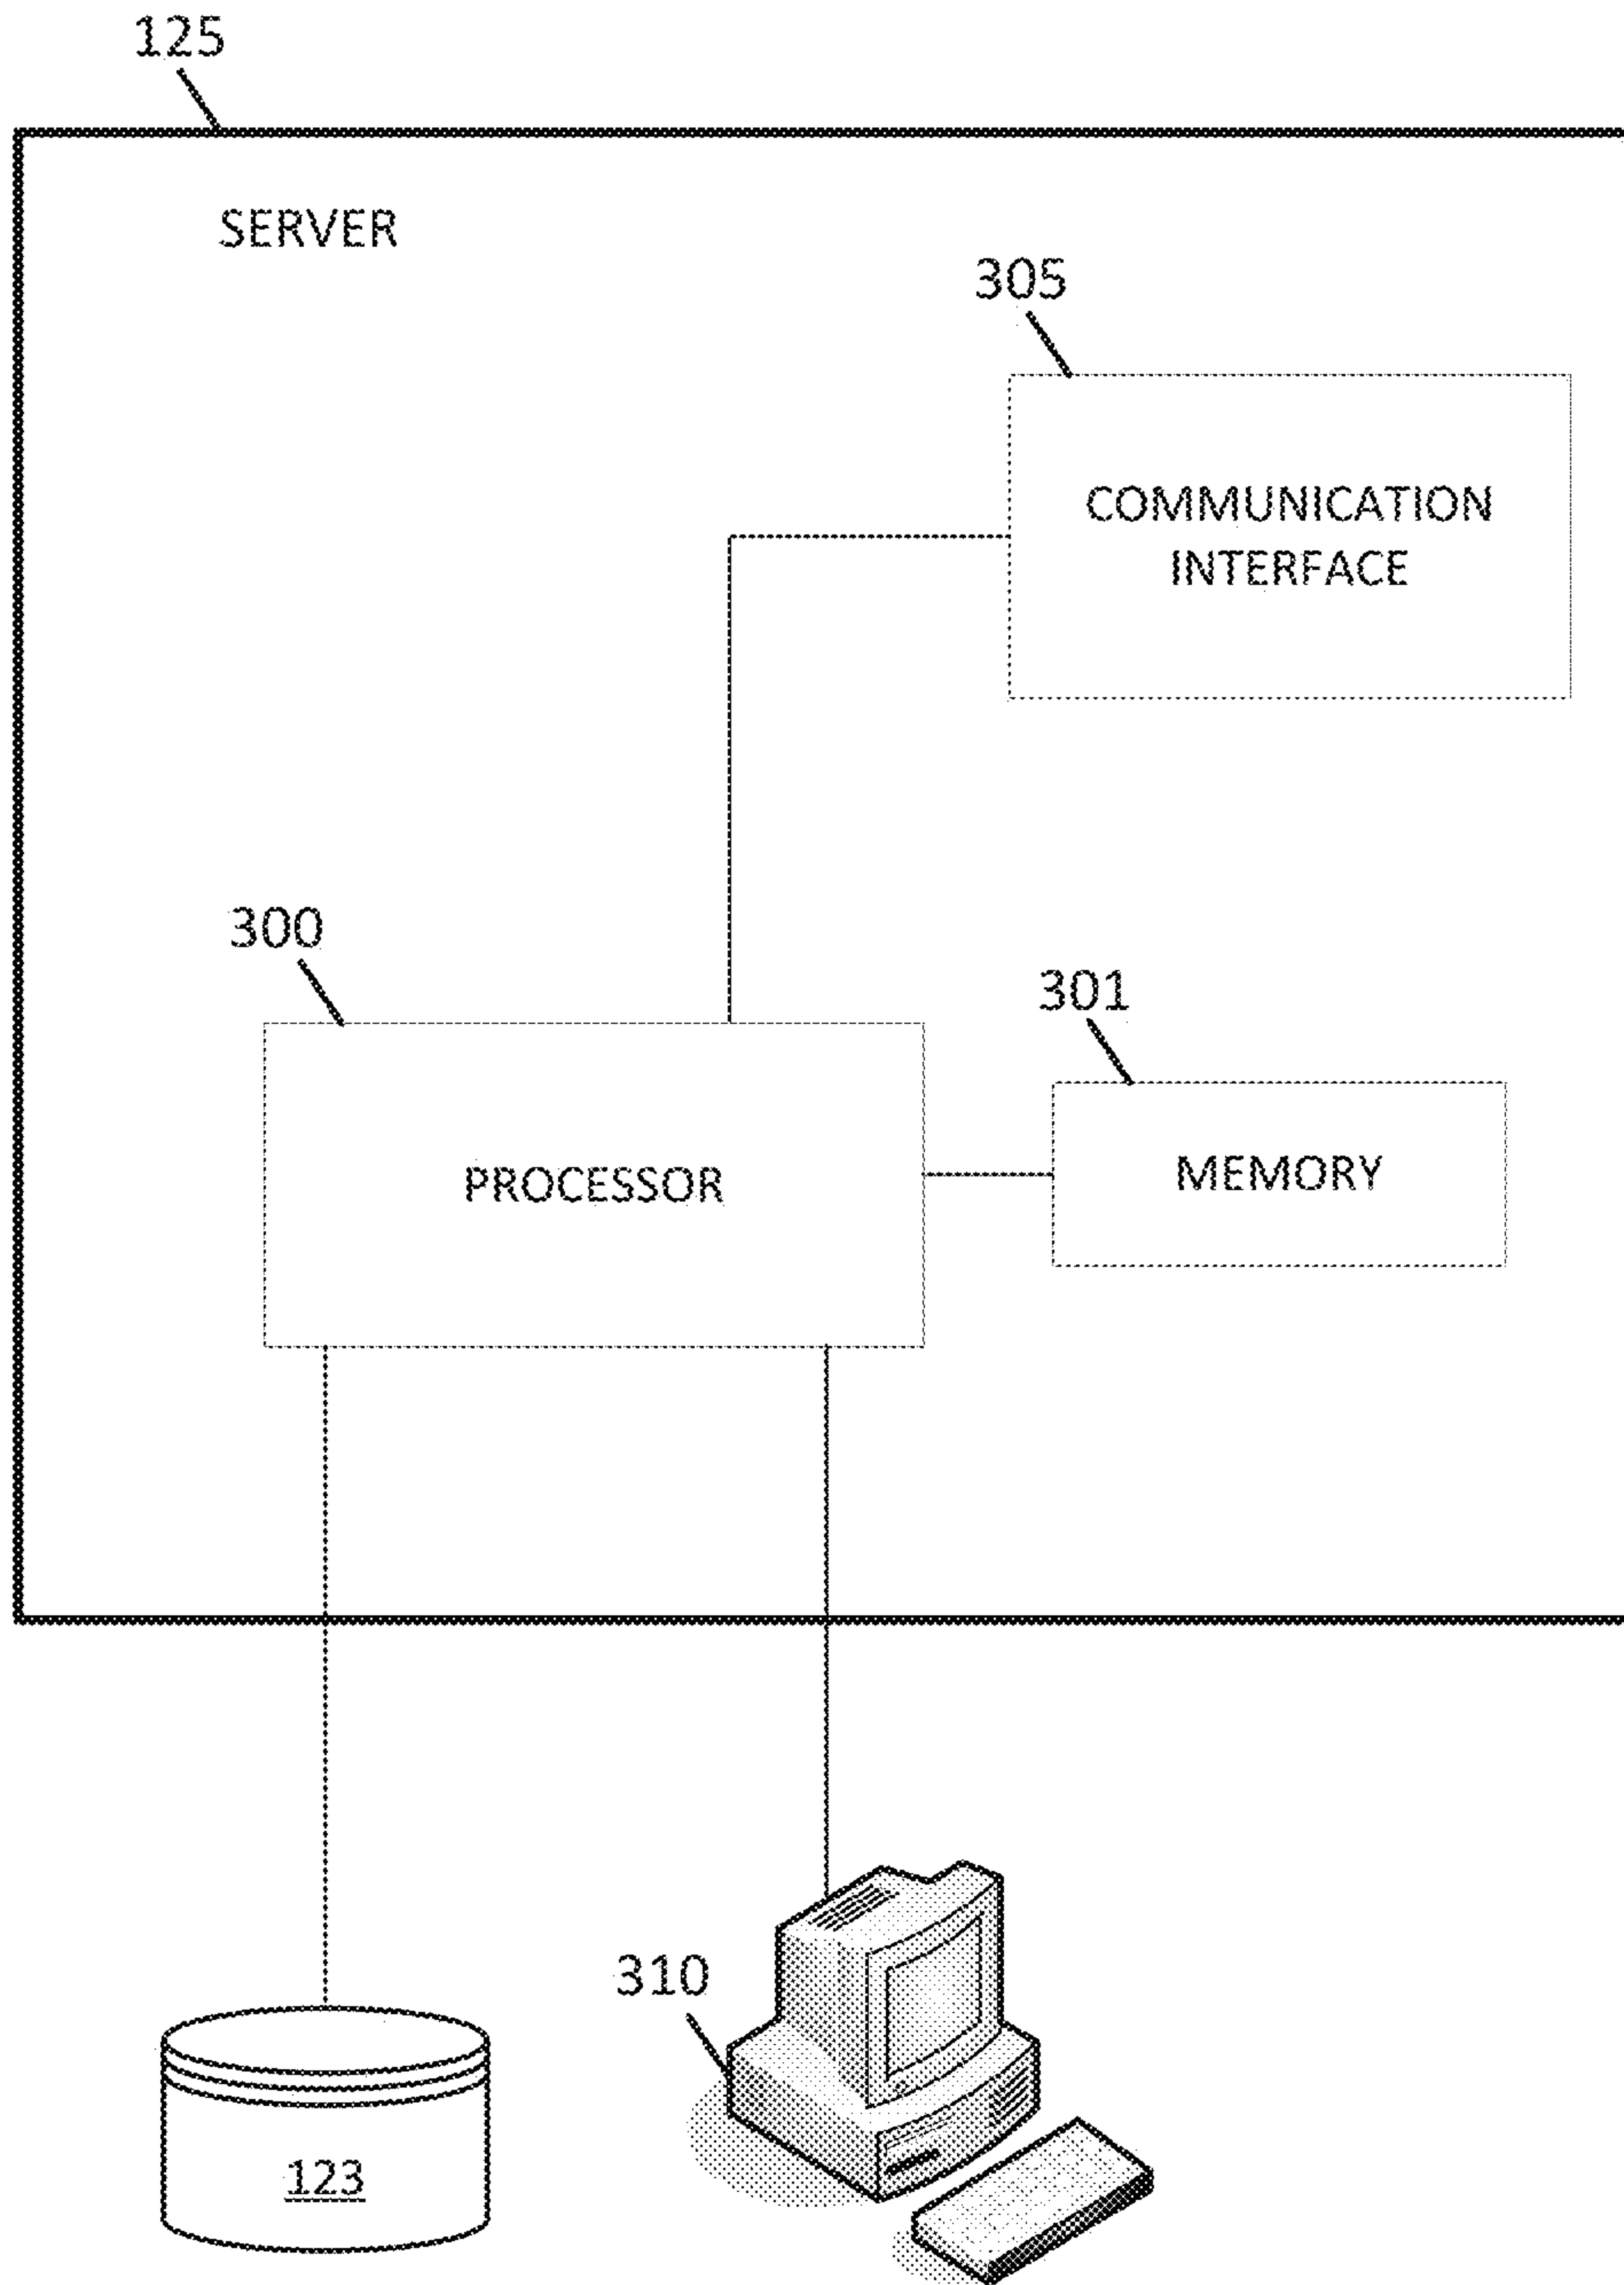 125
SERVER
305
COMMUNICATION
INTERFACE
300
301
PROCESSOR
MEMORY
310
123